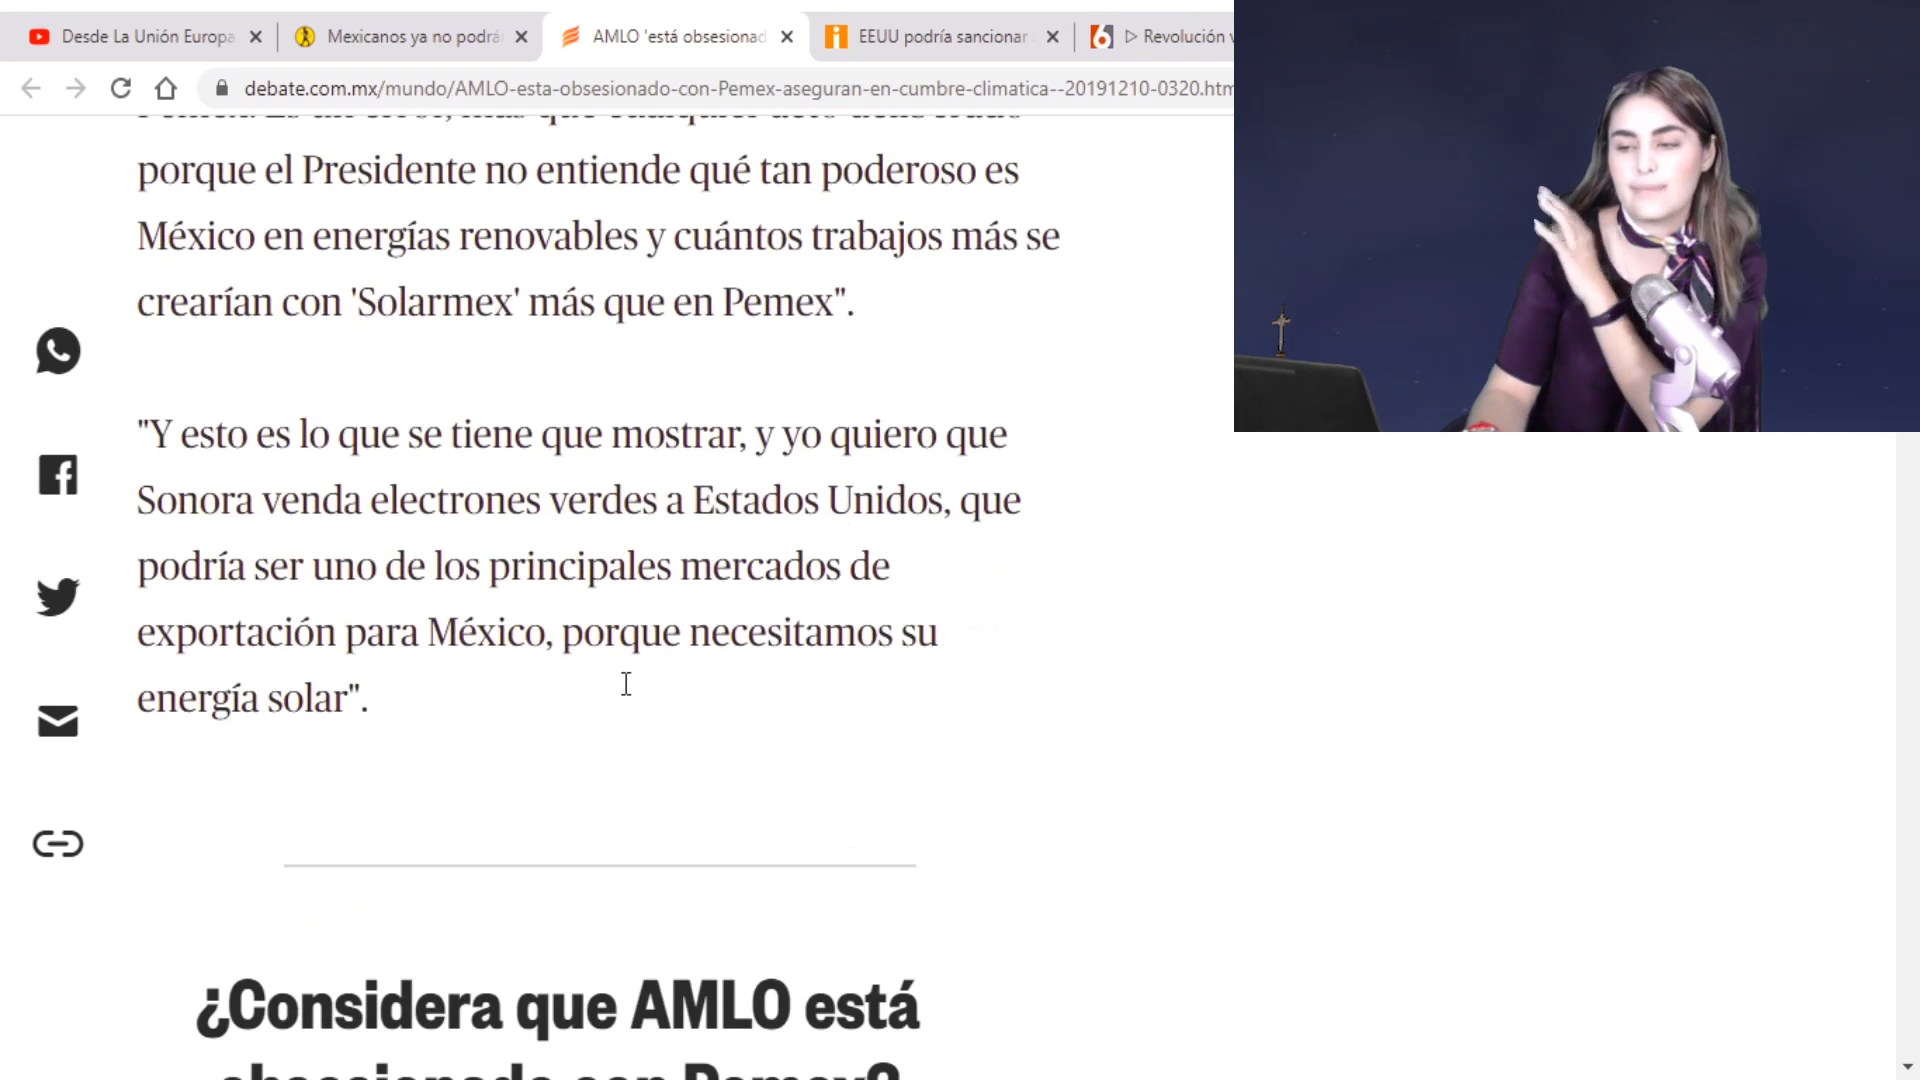 Desde La Unión Europa
Mexicanos ya no podrá
AMLO 'está obsesionad
EEUU podría sancionar
Revolución v
debate.com.mx/mundo/AMLO-esta-obsesionado-con-Pemex-aseguran-en-cumbre-climatica--20191210-0320.htm
porque el Presidente no entiende qué tan poderoso es
México en energías renovables y cuántos trabajos más se
crearían con 'Solarmex' más que en Pemex".
"Y esto es lo que se tiene que mostrar, y yo quiero que
Sonora venda electrones verdes a Estados Unidos, que
podría ser uno de los principales mercados de
exportación para México, porque necesitamos su
energía solar".
¿Considera que AMLO está
obsesionado con Pemex?